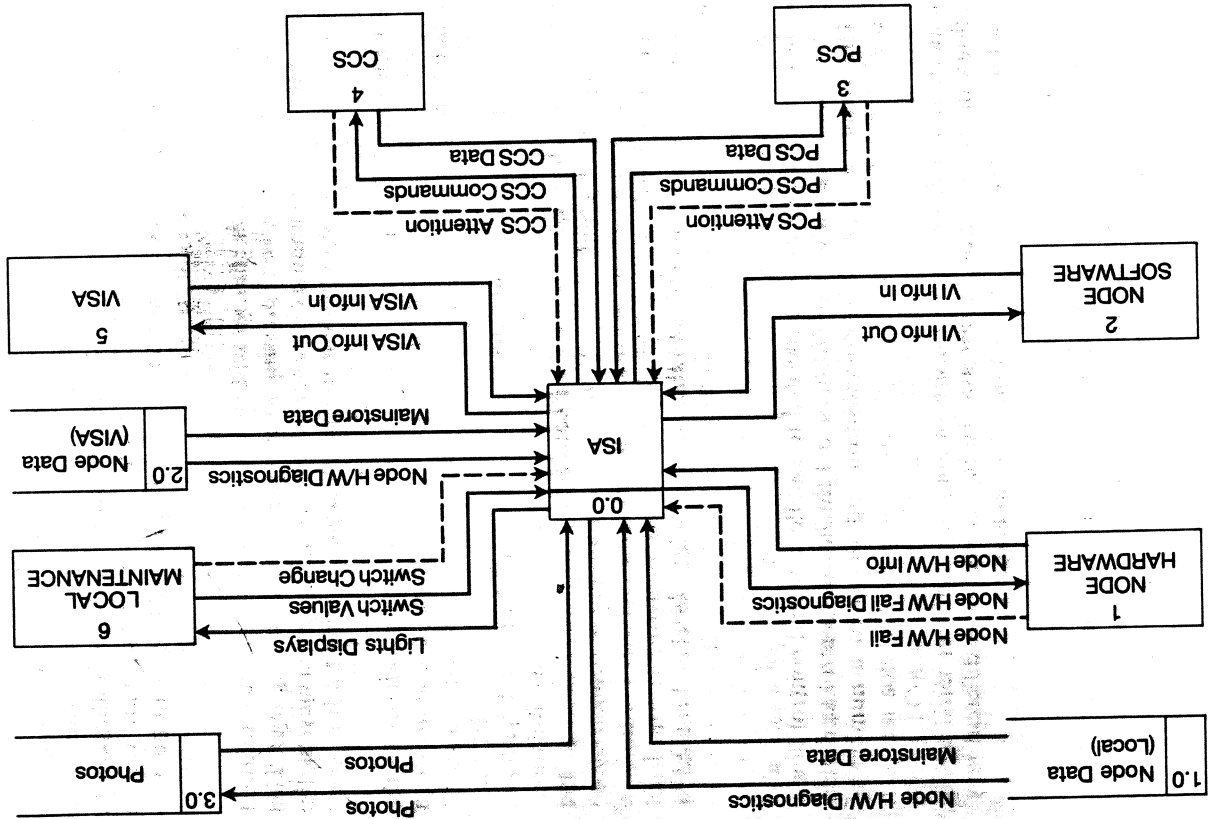 1.0
Node Data
(Local)
Node H/W Diagnostics
Mainstore Data
Photos
Photos
3.0
Photos
1
NODE
HARDWARE
Node H/W Fail
Node H/W Fail Diagnostics
Node H/W Info
0.0
ISA
Lights Displays
Switch Values
Switch Change
6
LOCAL
MAINTENANCE
Node H/W Diagnostics
Mainstore Data
2.0
Node Data
(VISA)
2
NODE
SOFTWARE
VI Info Out
VI Info In
VISA Info Out
VISA Info In
5
VISA
PCS Attention
PCS Commands
PCS Data
CCS Attention
CCS Commands
CCS Data
3
PCS
4
CCS